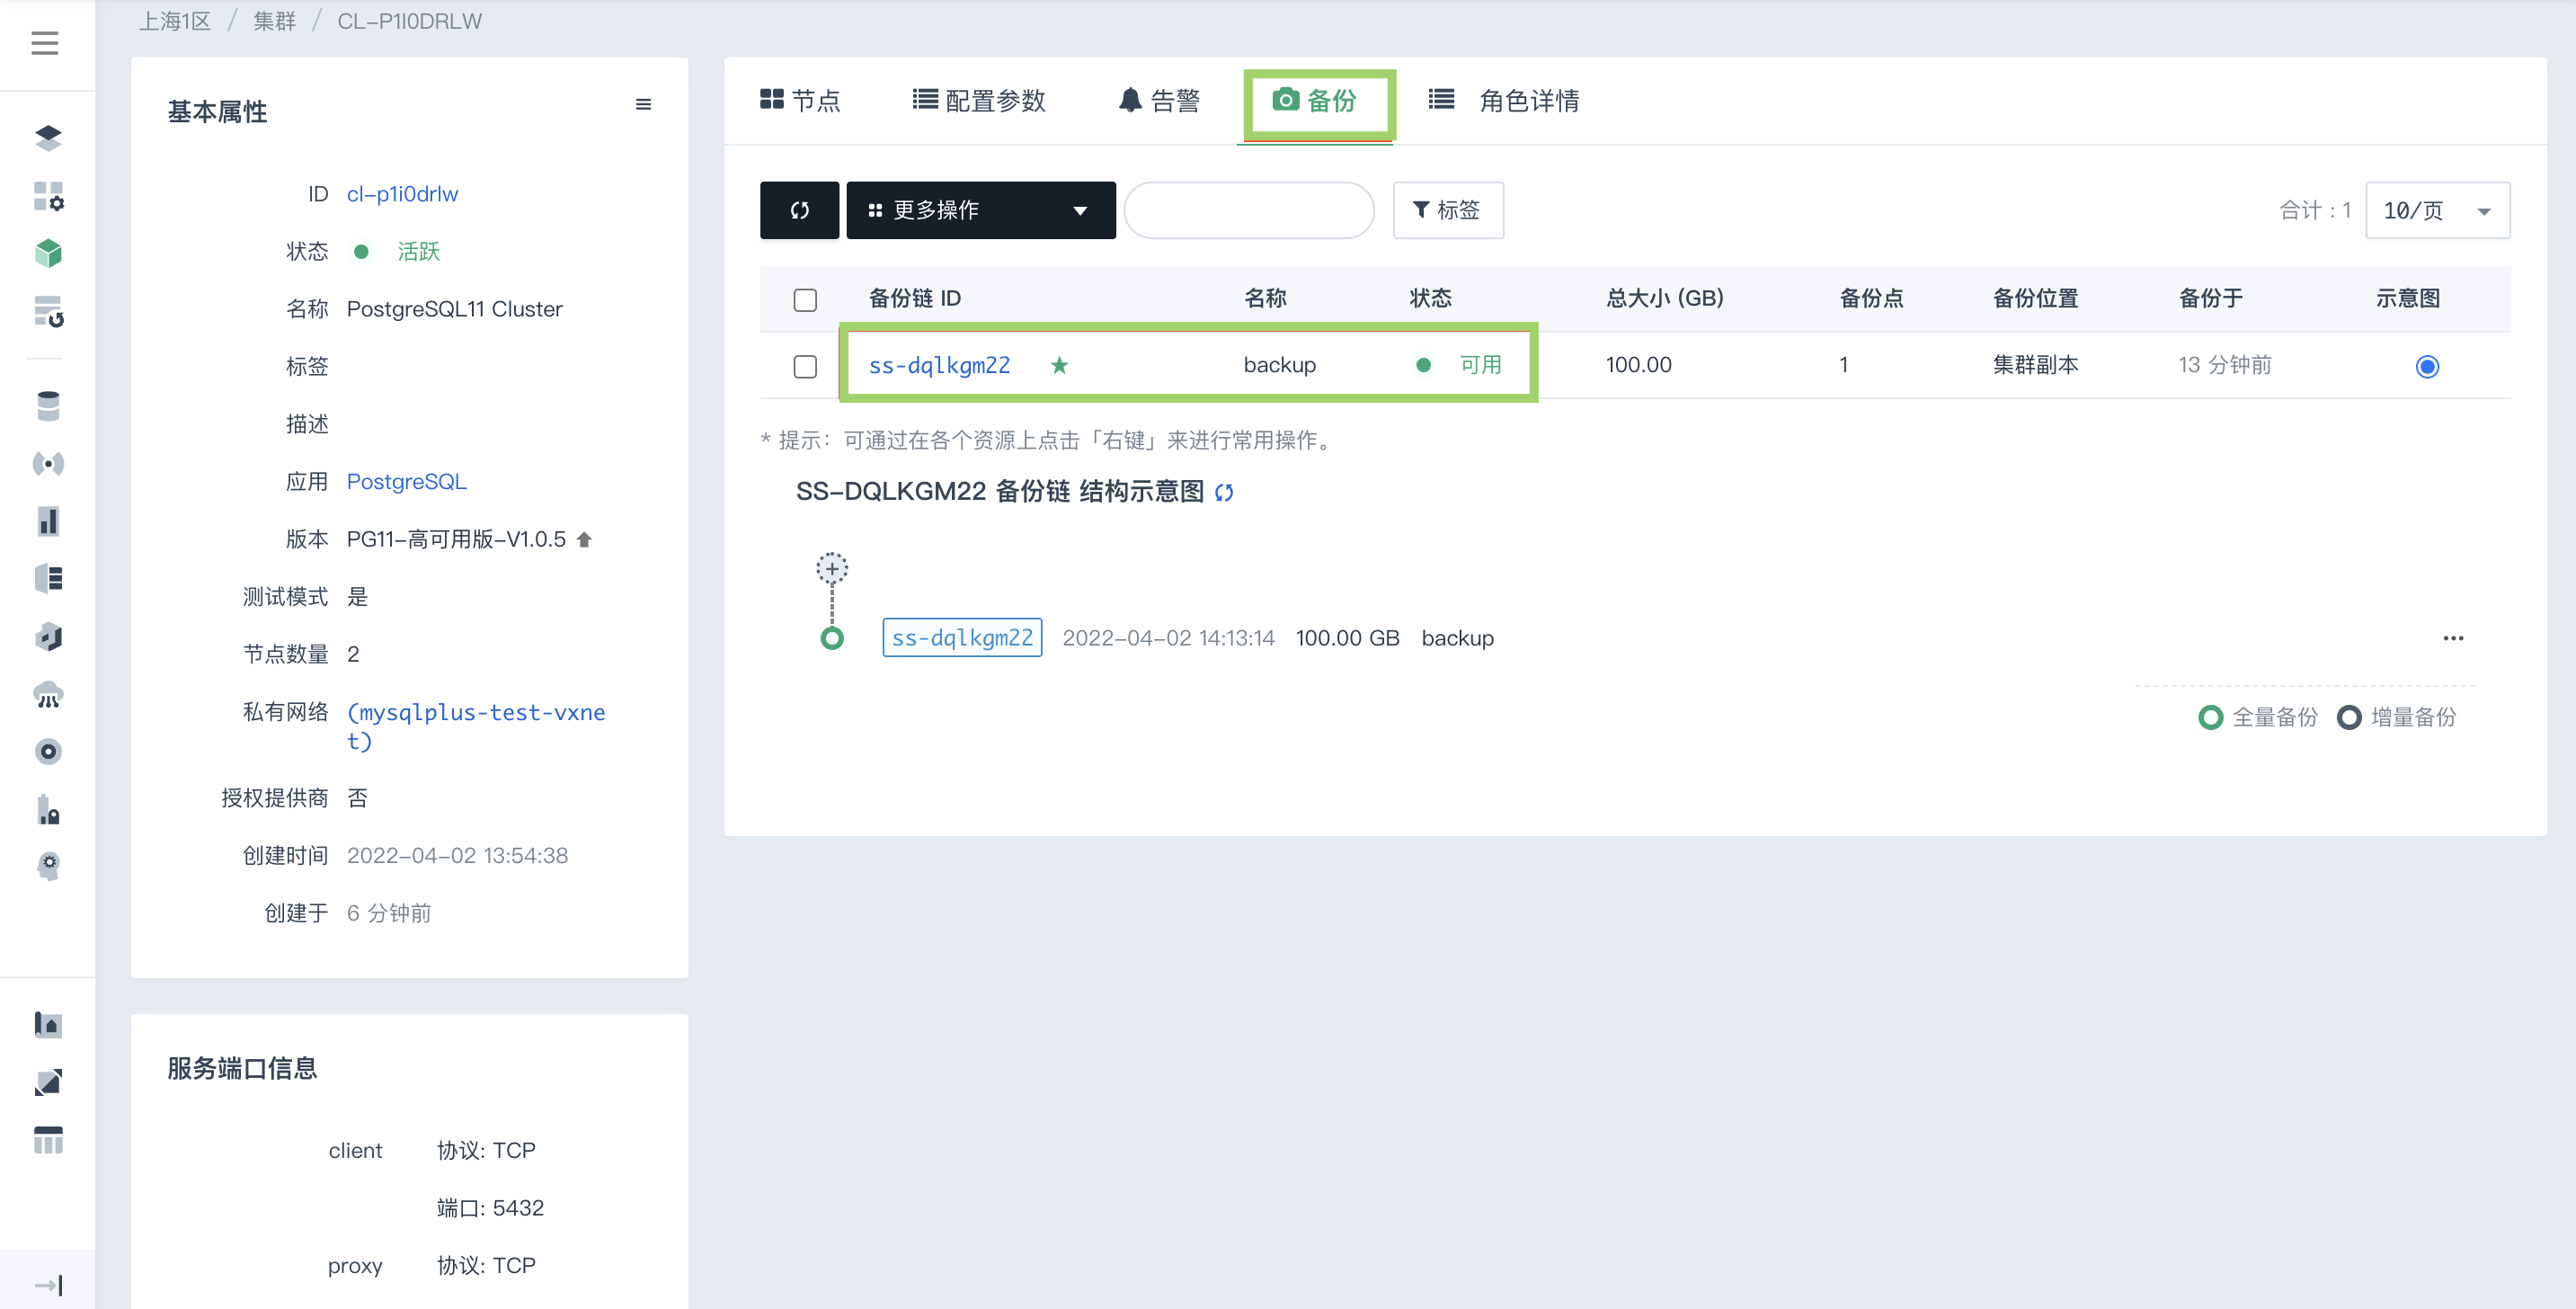 上海1区 / 集群 / CL-P1I0DRLW
基本属性
ID cl-p1i0drlw
状态 活跃
名称 PostgreSQL11 Cluster
标签
描述
应用 PostgreSQL
版本 PG11-高可用版-V1.0.5
测试模式 是
节点数量 2
私有网络 (mysqlplus-test-vxne
t)
授权提供商 否
创建时间 2022-04-02 13:54:38
创建于 6 分钟前
服务端口信息
client 协议: TCP
端口: 5432
proxy 协议: TCP
节点 配置参数 告警 备份 角色详情
更多操作 标签 合计 : 1 10/页
备份链 ID 名称 状态 总大小 (GB) 备份点 备份位置 备份于 示意图
ss-dqlkgm22 backup 可用 100.00 1 集群副本 13 分钟前
* 提示：可通过在各个资源上点击「右键」来进行常用操作。
SS-DQLKGM22 备份链 结构示意图
ss-dqlkgm22 2022-04-02 14:13:14 100.00 GB backup
全量备份 增量备份